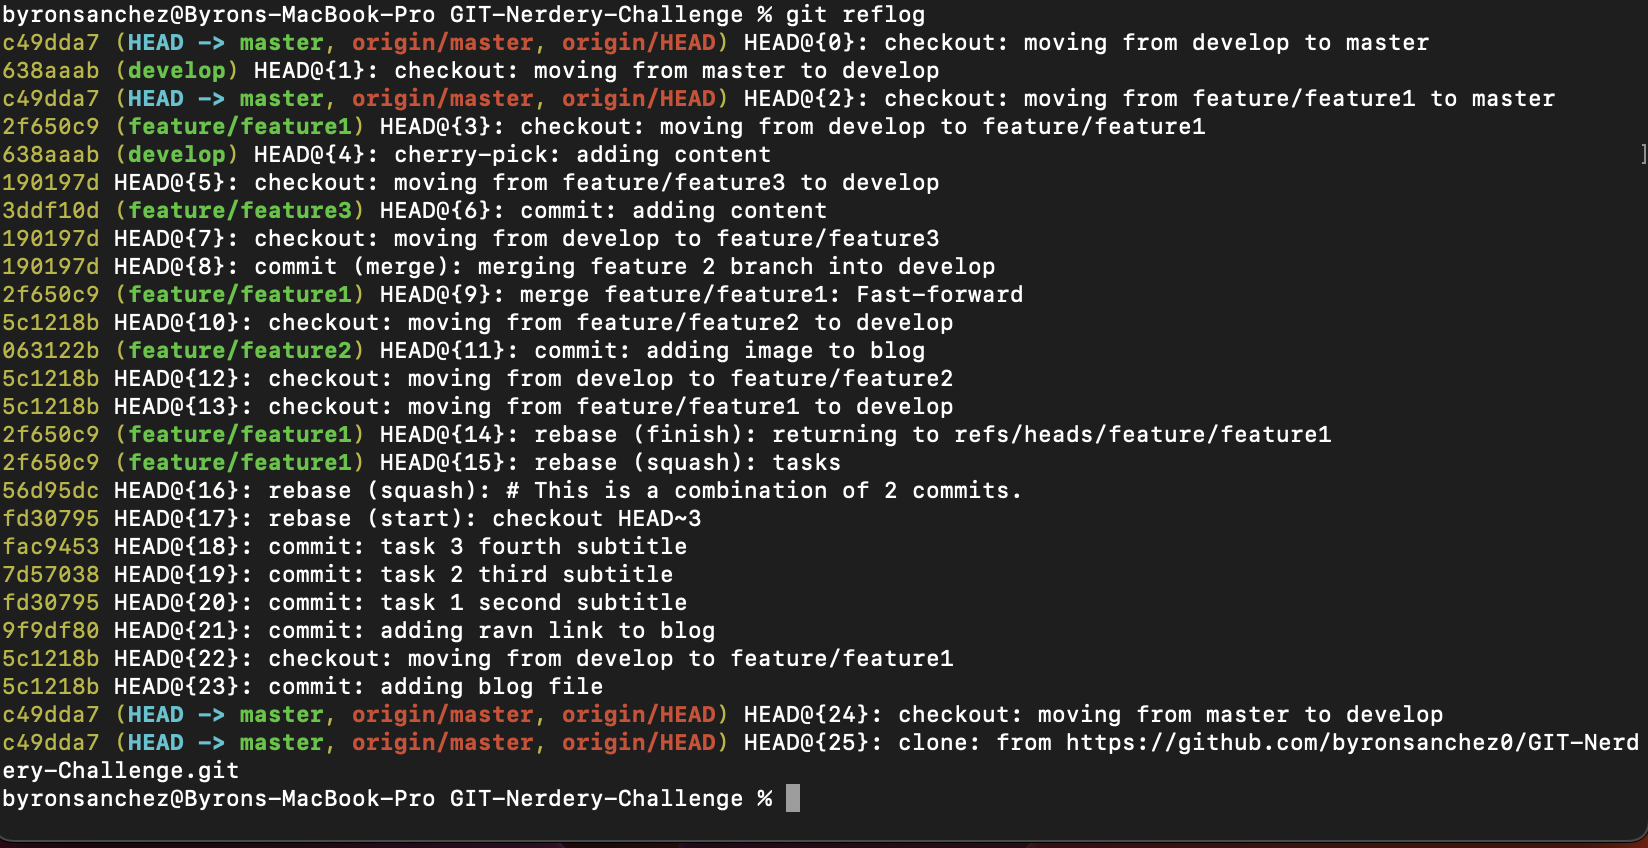 byronsanchez@Byrons-MacBook-Pro GIT-Nerdery-Challenge % git reflog
c49dda7 (HEAD -> master, origin/master, origin/HEAD) HEAD@{0}: checkout: moving from develop to master
638aaab (develop) HEAD@{1}: checkout: moving from master to develop
c49dda7 (HEAD -> master, origin/master, origin/HEAD) HEAD@{2}: checkout: moving from feature/feature1 to master
2f650c9 (feature/feature1) HEAD@{3}: checkout: moving from develop to feature/feature1
638aaab (develop) HEAD@{4}: cherry-pick: adding content
190197d HEAD@{5}: checkout: moving from feature/feature3 to develop
3ddf10d (feature/feature3) HEAD@{6}: commit: adding content
190197d HEAD@{7}: checkout: moving from develop to feature/feature3
190197d HEAD@{8}: commit (merge): merging feature 2 branch into develop
2f650c9 (feature/feature1) HEAD@{9}: merge feature/feature1: Fast-forward
5c1218b HEAD@{10}: checkout: moving from feature/feature2 to develop
063122b (feature/feature2) HEAD@{11}: commit: adding image to blog
5c1218b HEAD@{12}: checkout: moving from develop to feature/feature2
5c1218b HEAD@{13}: checkout: moving from feature/feature1 to develop
2f650c9 (feature/feature1) HEAD@{14}: rebase (finish): returning to refs/heads/feature/feature1
2f650c9 (feature/feature1) HEAD@{15}: rebase (squash): tasks
56d95dc HEAD@{16}: rebase (squash): # This is a combination of 2 commits.
fd30795 HEAD@{17}: rebase (start): checkout HEAD~3
fac9453 HEAD@{18}: commit: task 3 fourth subtitle
7d57038 HEAD@{19}: commit: task 2 third subtitle
fd30795 HEAD@{20}: commit: task 1 second subtitle
9f9df80 HEAD@{21}: commit: adding ravn link to blog
5c1218b HEAD@{22}: checkout: moving from develop to feature/feature1
5c1218b HEAD@{23}: commit: adding blog file
c49dda7 (HEAD -> master, origin/master, origin/HEAD) HEAD@{24}: checkout: moving from master to develop
c49dda7 (HEAD -> master, origin/master, origin/HEAD) HEAD@{25}: clone: from https://github.com/byronsanchez0/GIT-Nerd
ery-Challenge.git
byronsanchez@Byrons-MacBook-Pro GIT-Nerdery-Challenge %